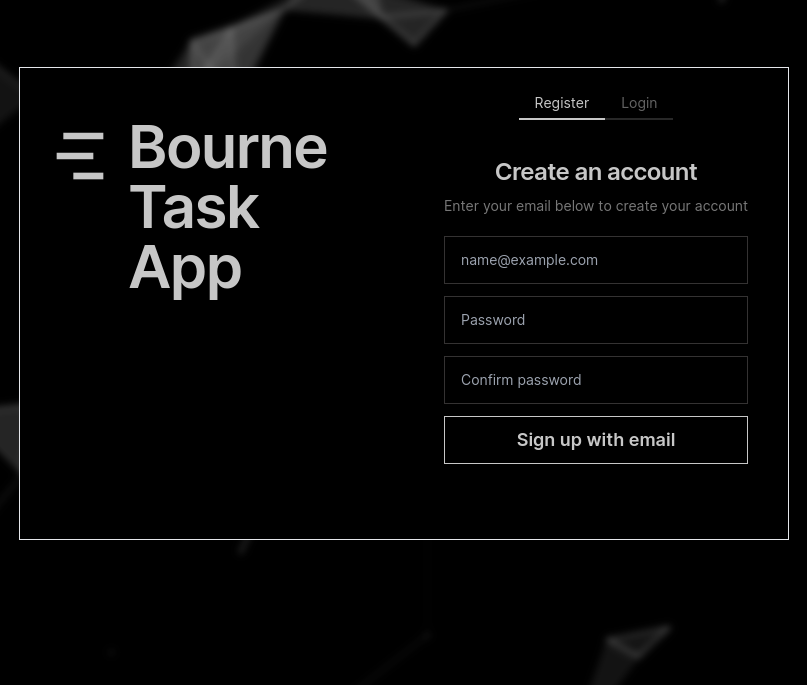 Bourne
Task
App
Register Login
Create an account
Enter your email below to create your account
name@example.com
Password
Confirm password
Sign up with email